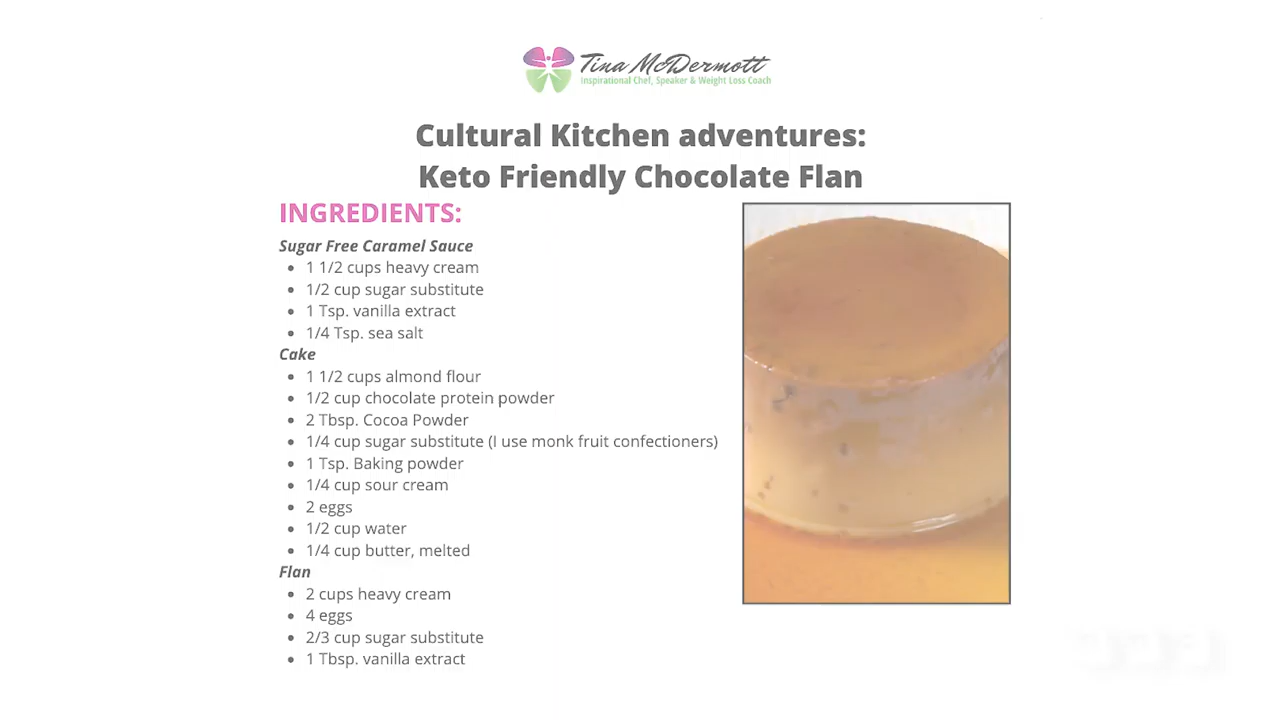 Tina McDermott
Inspirational Chef, Speaker & Weight Loss Coach
Cultural Kitchen adventures:
Keto Friendly Chocolate Flan
INGREDIENTS:
Sugar Free Caramel Sauce
• 1 1/2 cups heavy cream
• 1/2 cup sugar substitute
• 1 Tsp. vanilla extract
• 1/4 Tsp. sea salt
Cake
• 1 1/2 cups almond flour
• 1/2 cup chocolate protein powder
• 2 Tbsp. Cocoa Powder
• 1/4 cup sugar substitute (I use monk fruit confectioners)
• 1 Tsp. Baking powder
• 1/4 cup sour cream
• 2 eggs
• 1/2 cup water
• 1/4 cup butter, melted
Flan
• 2 cups heavy cream
• 4 eggs
• 2/3 cup sugar substitute
• 1 Tbsp. vanilla extract